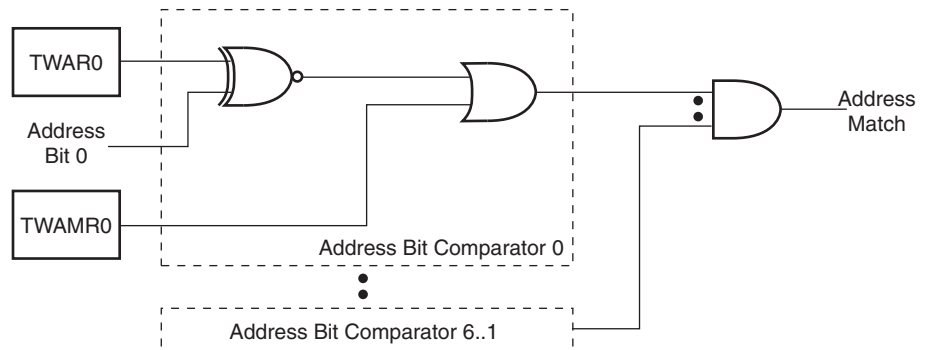 TWAR0
Address
Bit 0
TWAMR0
Address Bit Comparator 0
Address Bit Comparator 6..1
Address
Match